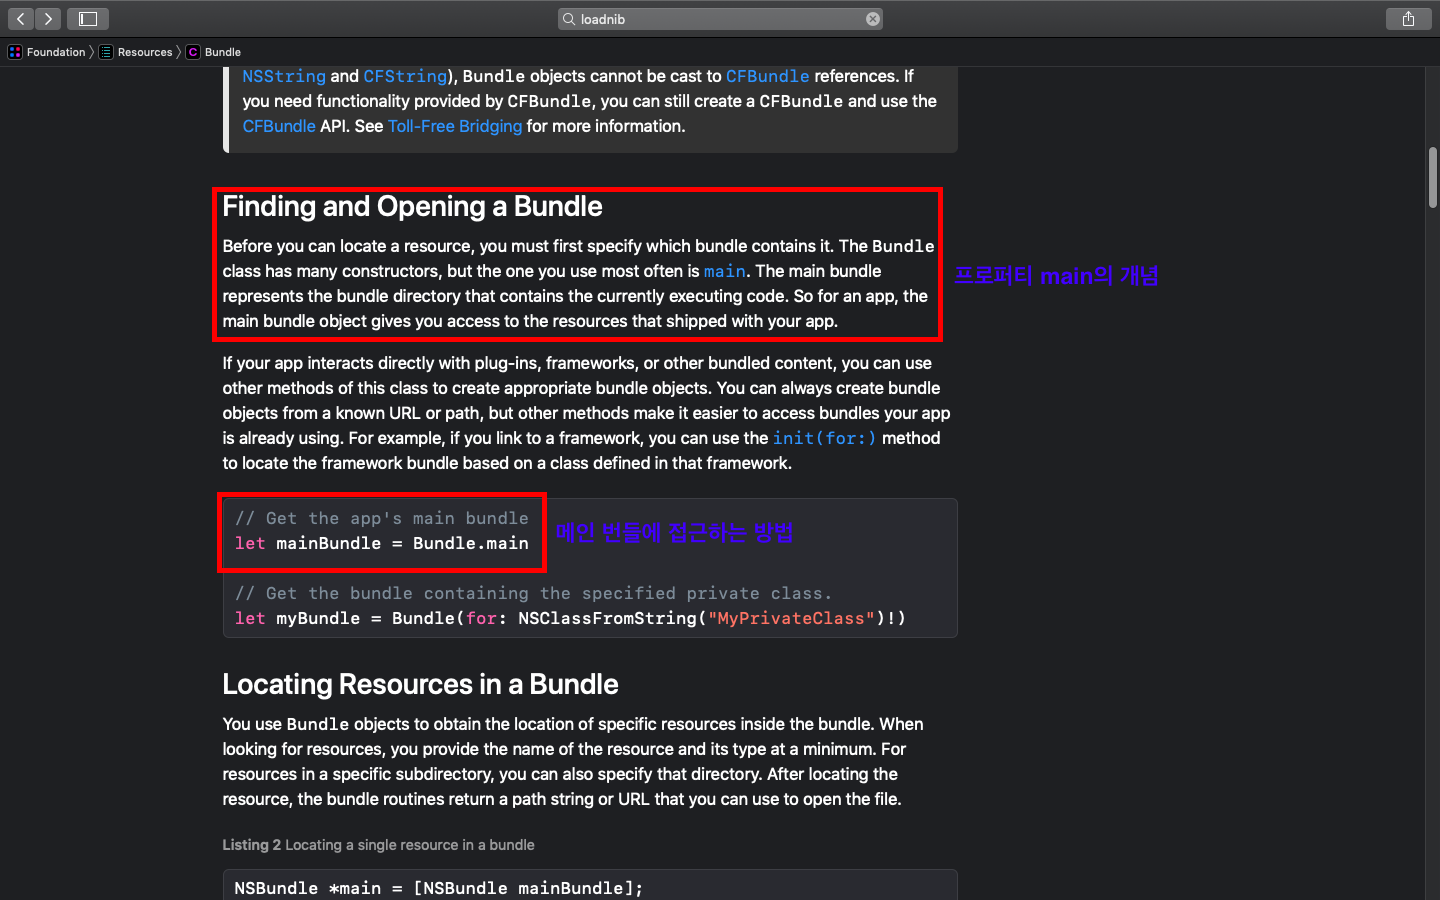 loadnib
Foundation Resources Bundle
NSString and CFString), Bundle objects cannot be cast to CFBundle references. If
you need functionality provided by CFBundle, you can still create a CFBundle and use the
CFBundle API. See Toll-Free Bridging for more information.
Finding and Opening a Bundle
Before you can locate a resource, you must first specify which bundle contains it. The Bundle
class has many constructors, but the one you use most often is main. The main bundle
represents the bundle directory that contains the currently executing code. So for an app, the
main bundle object gives you access to the resources that shipped with your app.
프로퍼티 main의 개념
If your app interacts directly with plug-ins, frameworks, or other bundled content, you can use
other methods of this class to create appropriate bundle objects. You can always create bundle
objects from a known URL or path, but other methods make it easier to access bundles your app
is already using. For example, if you link to a framework, you can use the init(for:) method
to locate the framework bundle based on a class defined in that framework.
// Get the app's main bundle
let mainBundle = Bundle.main
메인 번들에 접근하는 방법
// Get the bundle containing the specified private class.
let myBundle = Bundle(for: NSClassFromString("MyPrivateClass")!)
Locating Resources in a Bundle
You use Bundle objects to obtain the location of specific resources inside the bundle. When
looking for resources, you provide the name of the resource and its type at a minimum. For
resources in a specific subdirectory, you can also specify that directory. After locating the
resource, the bundle routines return a path string or URL that you can use to open the file.
Listing 2 Locating a single resource in a bundle
NSBundle *main = [NSBundle mainBundle];